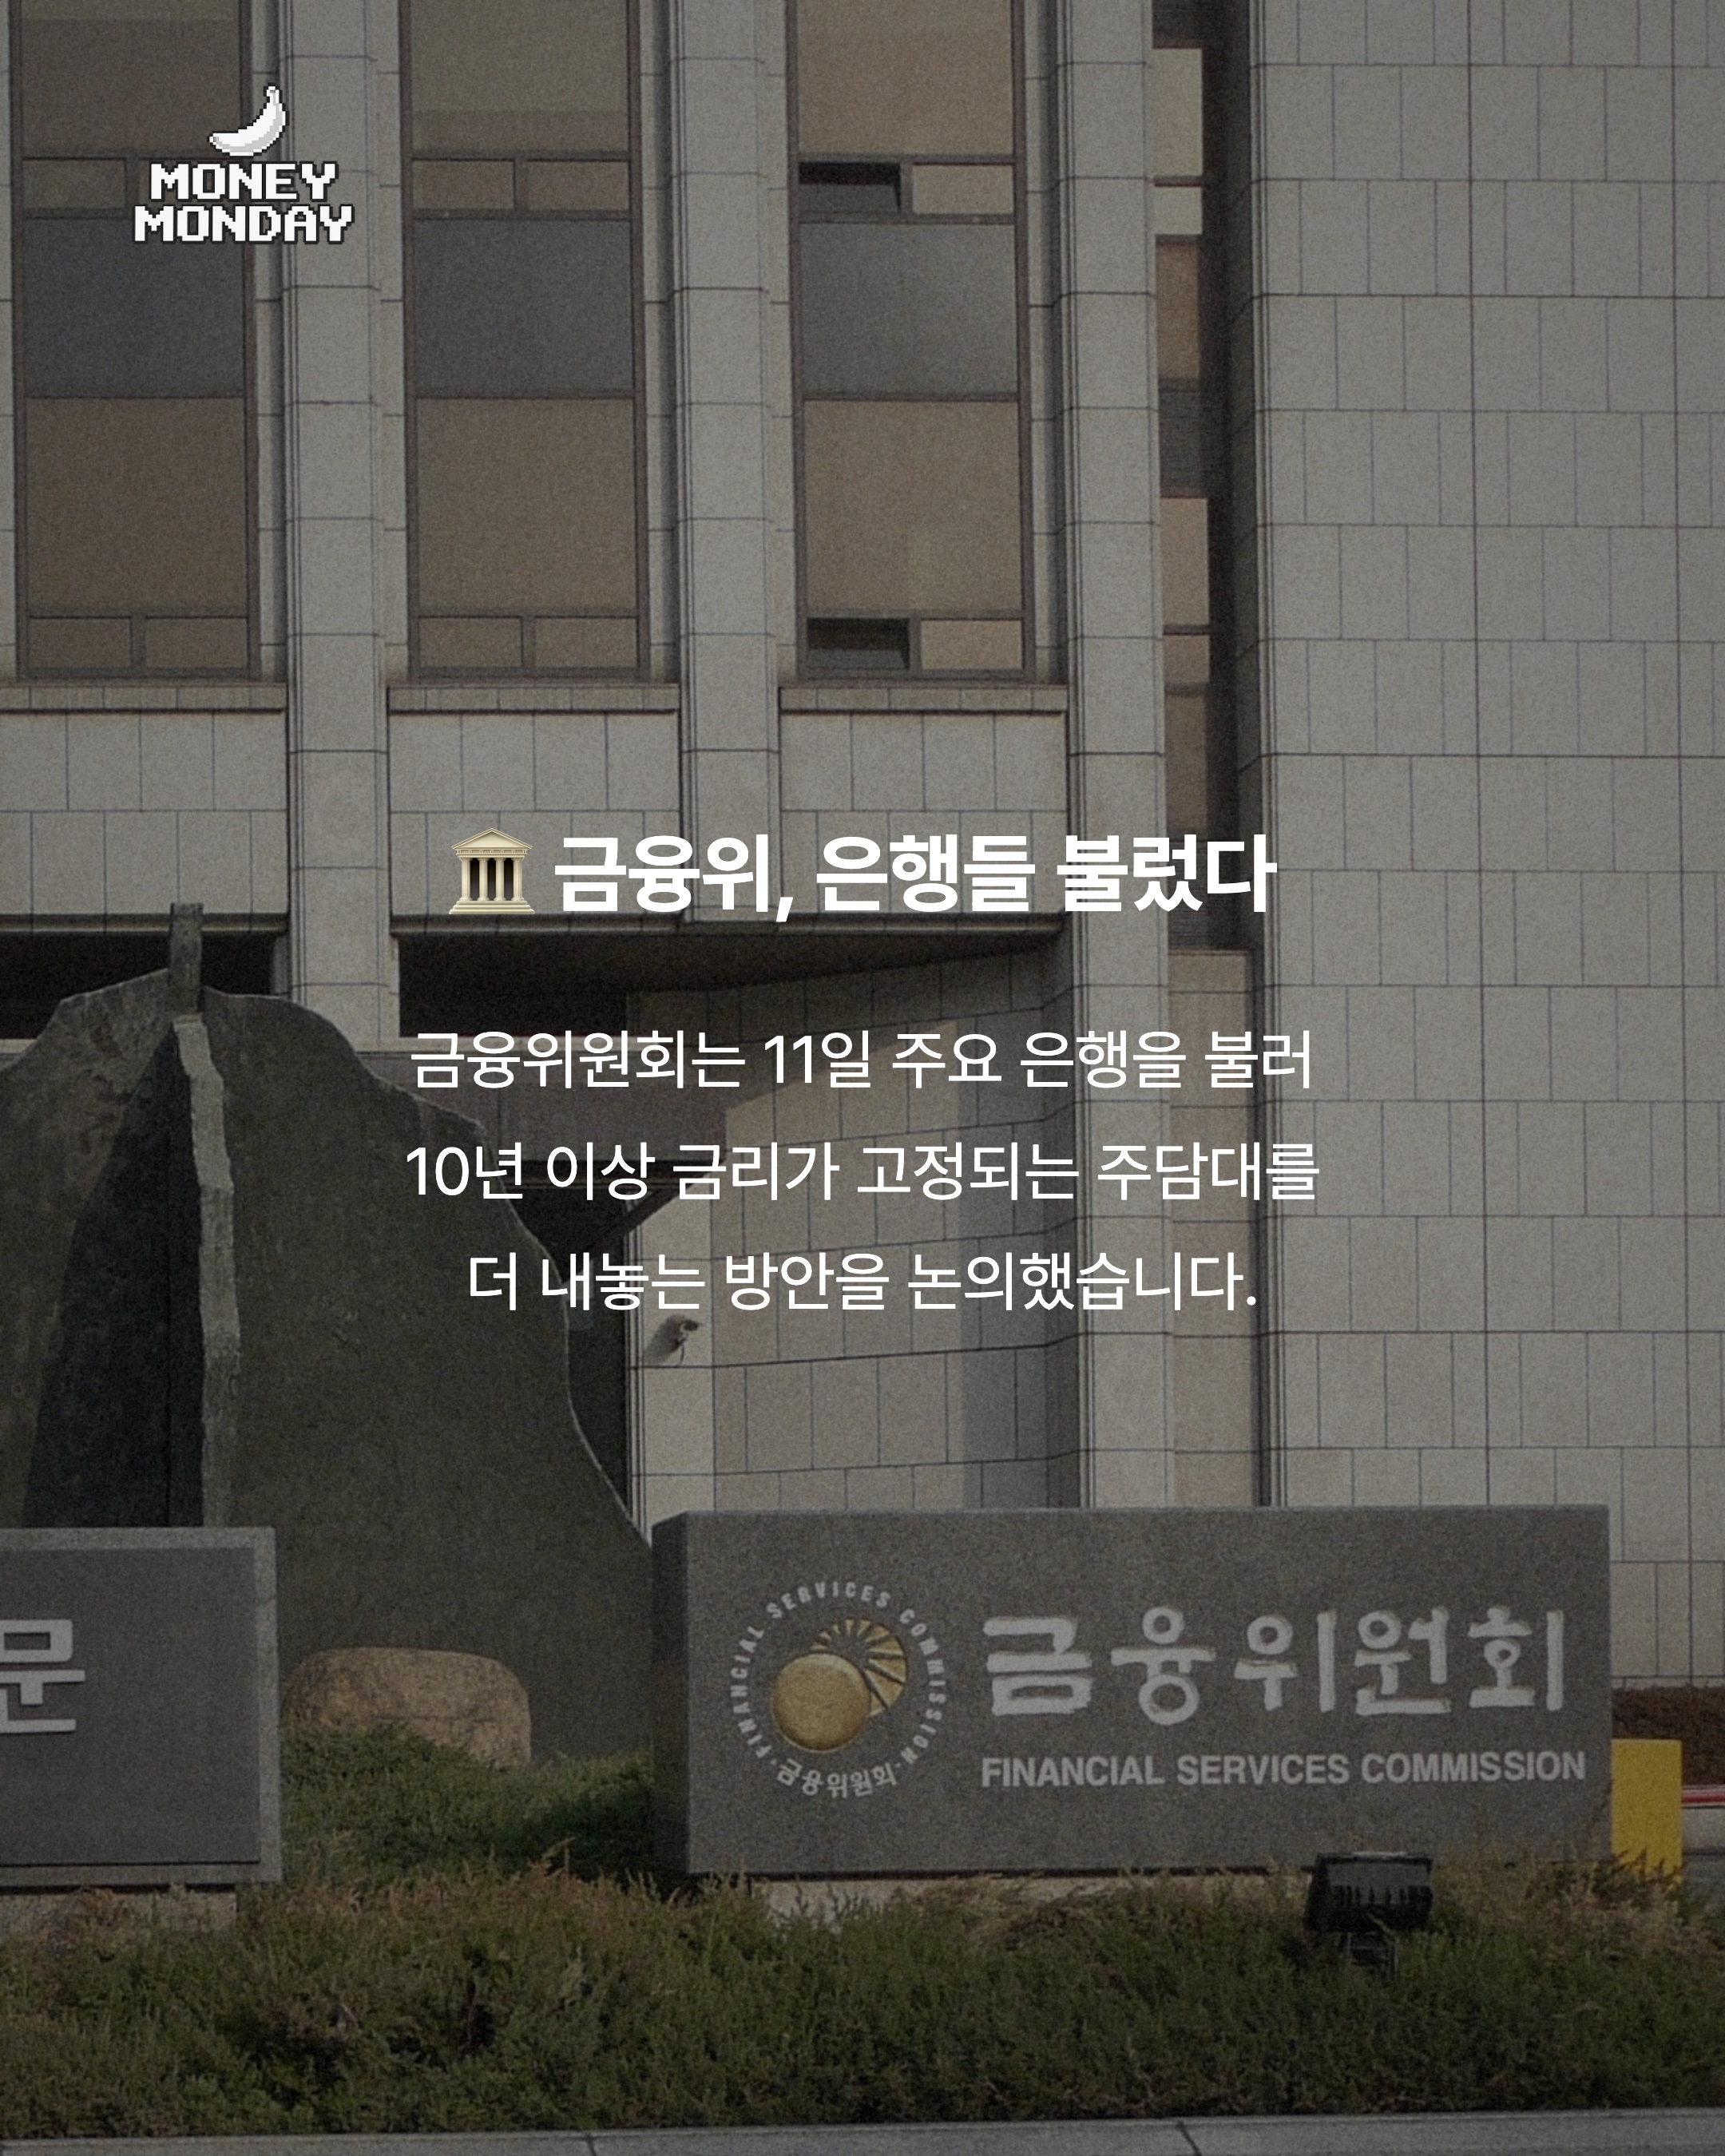 MONEY
MONDAY
🏛️ 금융위, 은행들 불렀다
금융위원회는 11일 주요 은행을 불러
10년 이상 금리가 고정되는 주담대를
더 내놓는 방안을 논의했습니다.
문
FINANCIAL SERVICES COMMISSION
·금융위원회·
금융위원회
FINANCIAL SERVICES COMMISSION